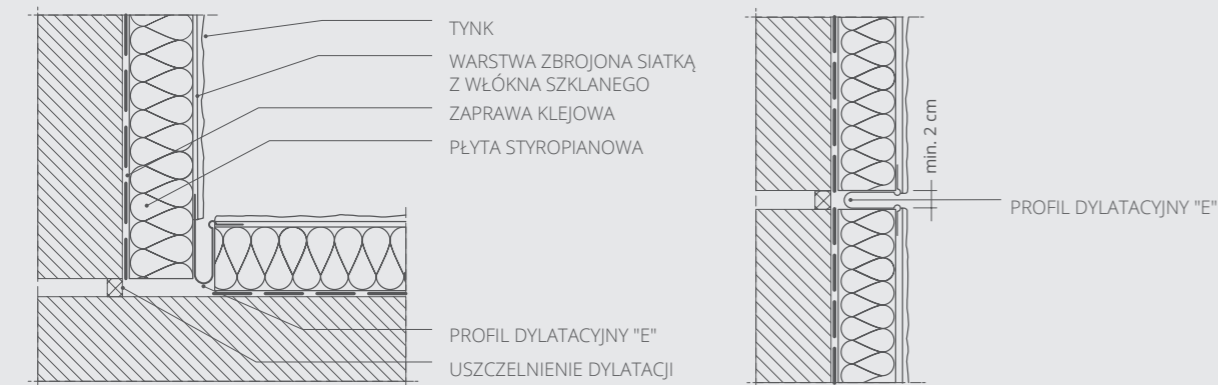 TYNK
WARSTWA ZBROJONA SIATKĄ
Z WŁÓKNA SZKLANEGO
ZAPRAWA KLEJOWA
PŁYTA STYROPIANOWA
PROFIL DYLATACYJNY "E"
USZCZELNIENIE DYLATACJI
min. 2 cm
PROFIL DYLATACYJNY "E"